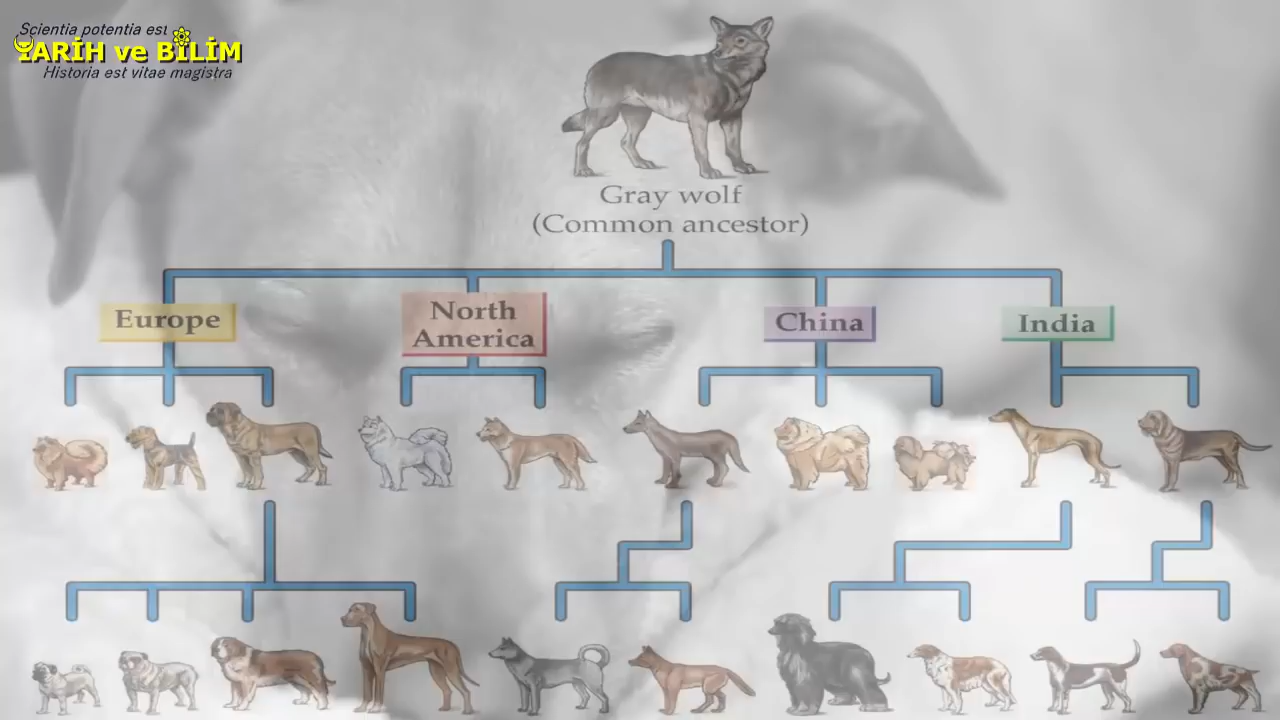 Scientia potentia est
TARİH ve BİLİM
Historia est vitae magistra
Gray wolf
(Common ancestor)
Europe
North
America
China
India